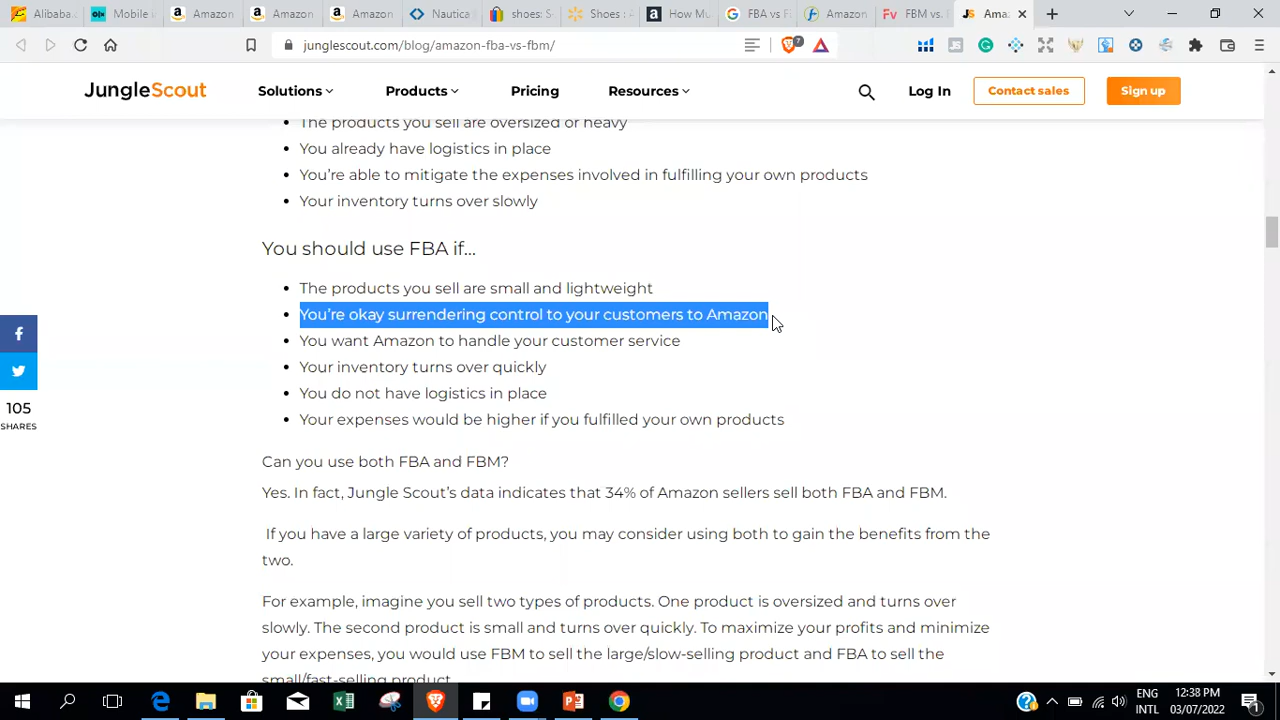 Alibaba.
Mobile
Amazon
Amazon
Amazon
Nautica
shoes: S
Shoes : A
How Mu
FBA vs F
Amazon
FBM vs.
Amaz
junglescout.com/blog/amazon-fba-vs-fbm/
7
JungleScout
Solutions
Products
Pricing
Resources
Log In
Contact sales
Sign up
• The products you sell are oversized or heavy
• You already have logistics in place
• You're able to mitigate the expenses involved in fulfilling your own products
• Your inventory turns over slowly
You should use FBA if...
• The products you sell are small and lightweight
• You're okay surrendering control to your customers to Amazon
• You want Amazon to handle your customer service
• Your inventory turns over quickly
• You do not have logistics in place
• Your expenses would be higher if you fulfilled your own products
105
SHARES
Can you use both FBA and FBM?
Yes. In fact, Jungle Scout's data indicates that 34% of Amazon sellers sell both FBA and FBM.
If you have a large variety of products, you may consider using both to gain the benefits from the
two.
For example, imagine you sell two types of products. One product is oversized and turns over
slowly. The second product is small and turns over quickly. To maximize your profits and minimize
your expenses, you would use FBM to sell the large/slow-selling product and FBA to sell the
small/fast-selling product.
ENG
INTL
12:38 PM
03/07/2022